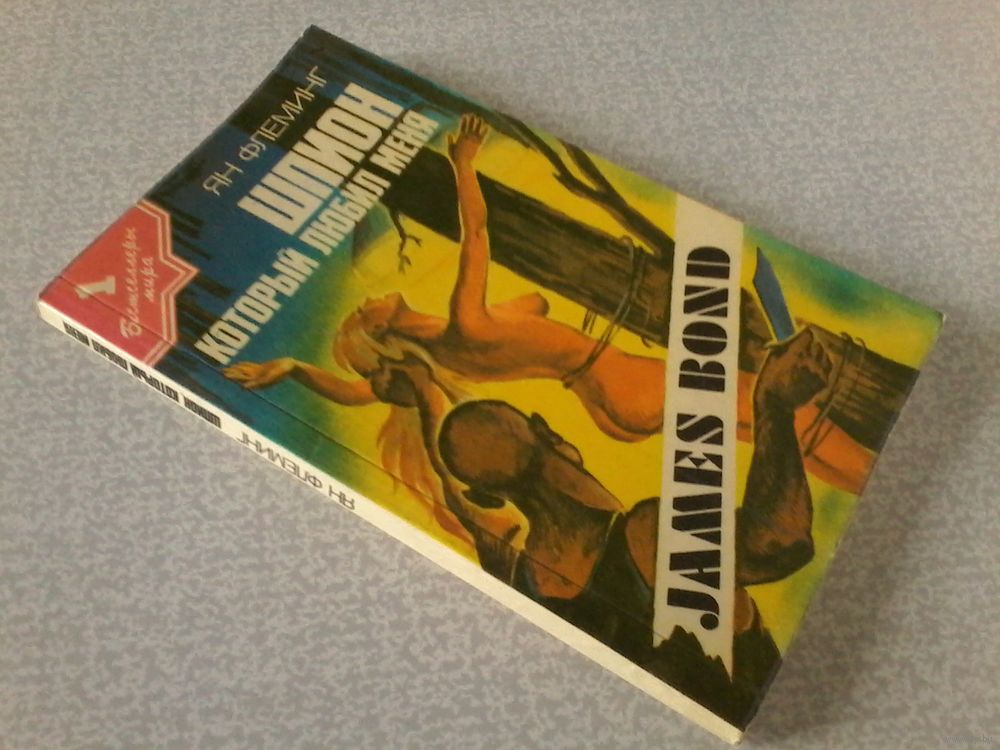 ЯН ФЛЕМИНГ
ШПИОН
КОТОРЫЙ ЛЮБИЛ МЕНЯ
1
Бестселлеры
мира
JAMES BOND
ЯН ФЛЕМИНГ
ШПИОН КОТОРЫЙ ЛЮБИЛ МЕНЯ